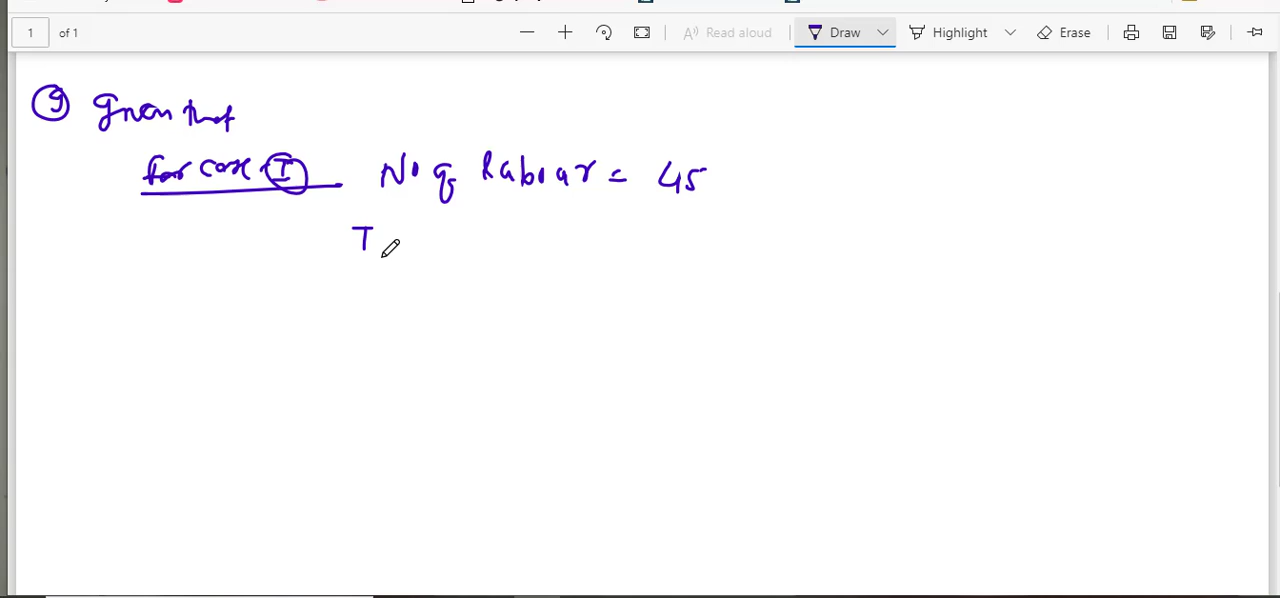 1 of 1 Read aloud Draw Highlight Erase
9 Given that
For case I No of Labour = 45
T